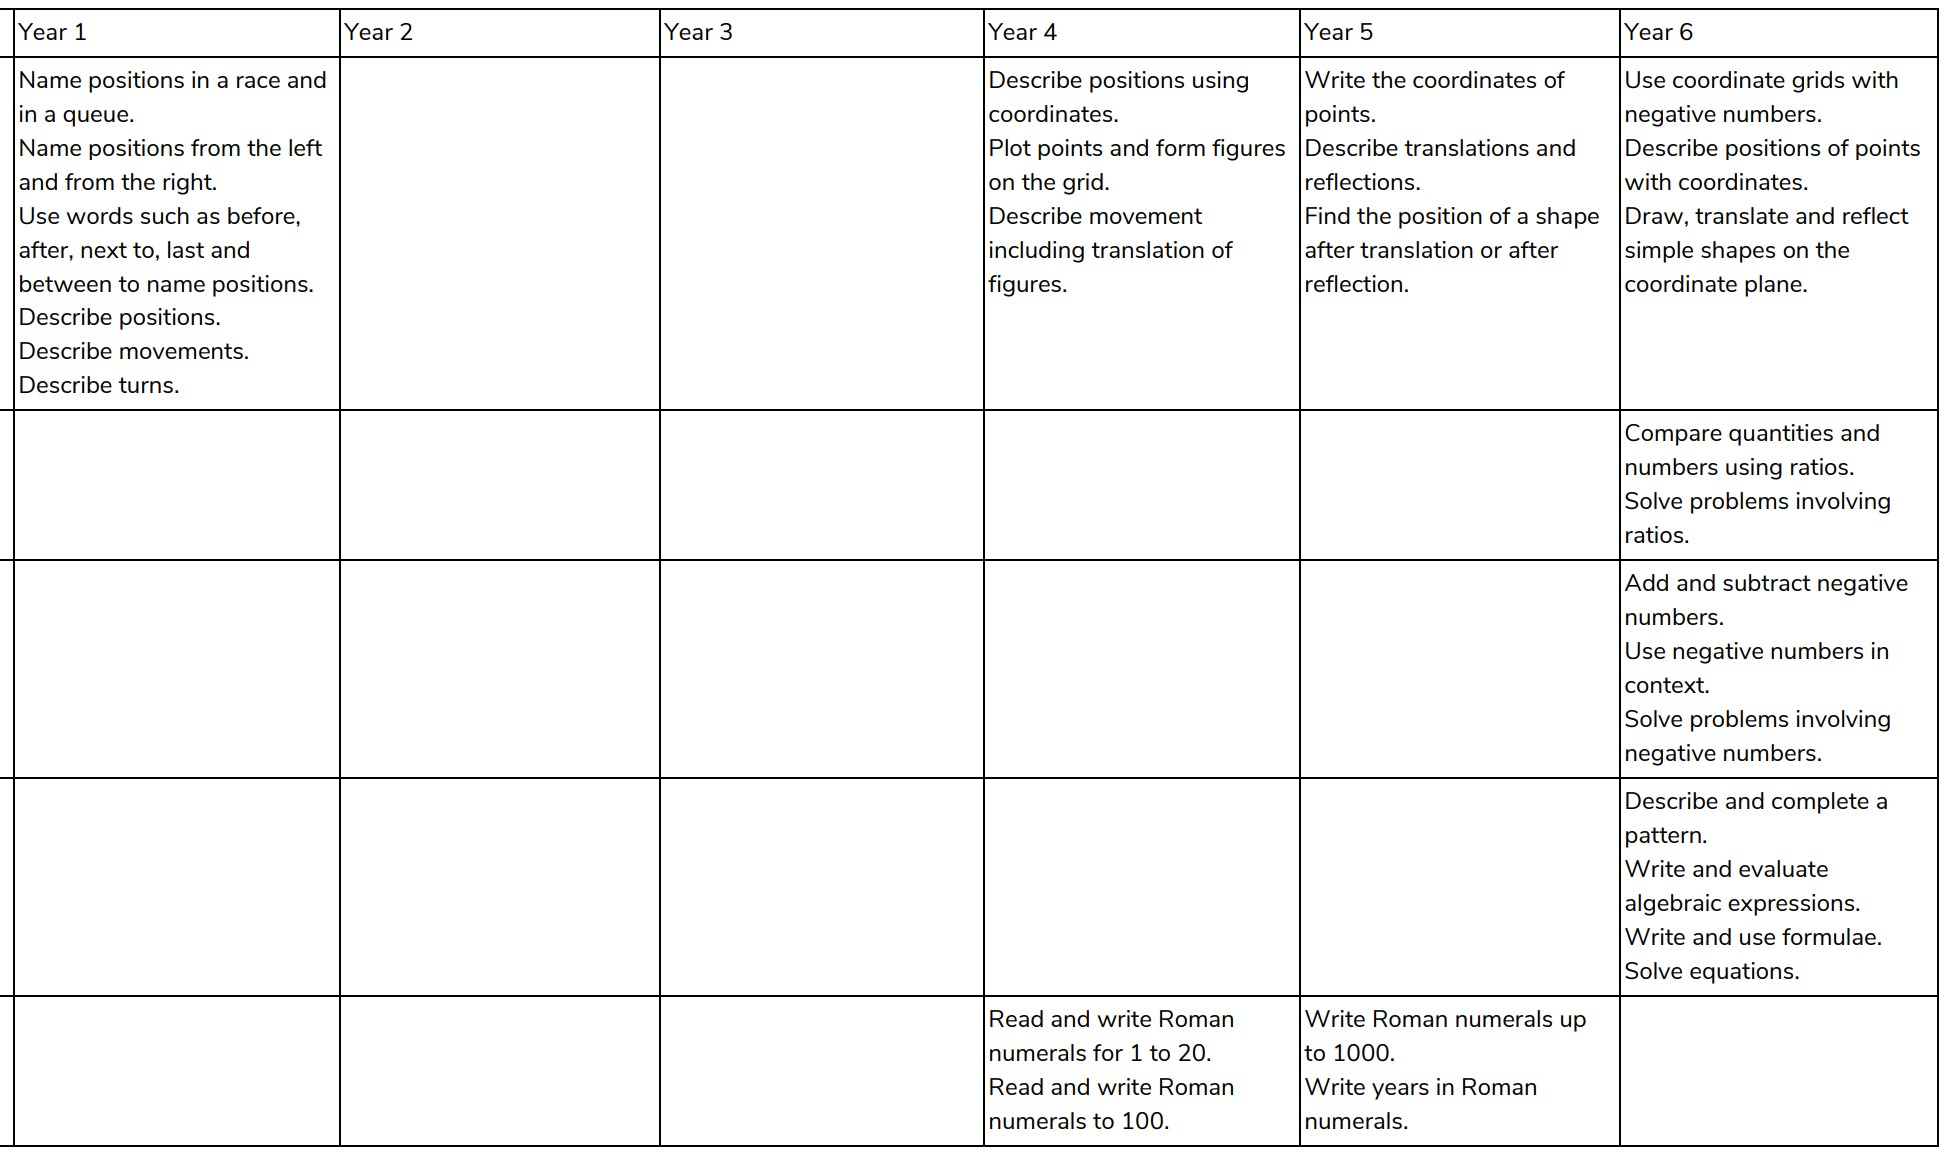 Year 1
Year 2
Year 3
Year 4
Year 5
Year 6
Name positions in a race and
in a queue.
Name positions from the left
and from the right.
Use words such as before,
after, next to, last and
between to name positions.
Describe positions.
Describe movements.
Describe turns.
Describe positions using
coordinates.
Plot points and form figures
on the grid.
Describe movement
including translation of
figures.
Write the coordinates of
points.
Describe translations and
reflections.
Find the position of a shape
after translation or after
reflection.
Use coordinate grids with
negative numbers.
Describe positions of points
with coordinates.
Draw, translate and reflect
simple shapes on the
coordinate plane.
Compare quantities and
numbers using ratios.
Solve problems involving
ratios.
Add and subtract negative
numbers.
Use negative numbers in
context.
Solve problems involving
negative numbers.
Describe and complete a
pattern.
Write and evaluate
algebraic expressions.
Write and use formulae.
Solve equations.
Read and write Roman
numerals for 1 to 20.
Read and write Roman
numerals to 100.
Write Roman numerals up
to 1000.
Write years in Roman
numerals.